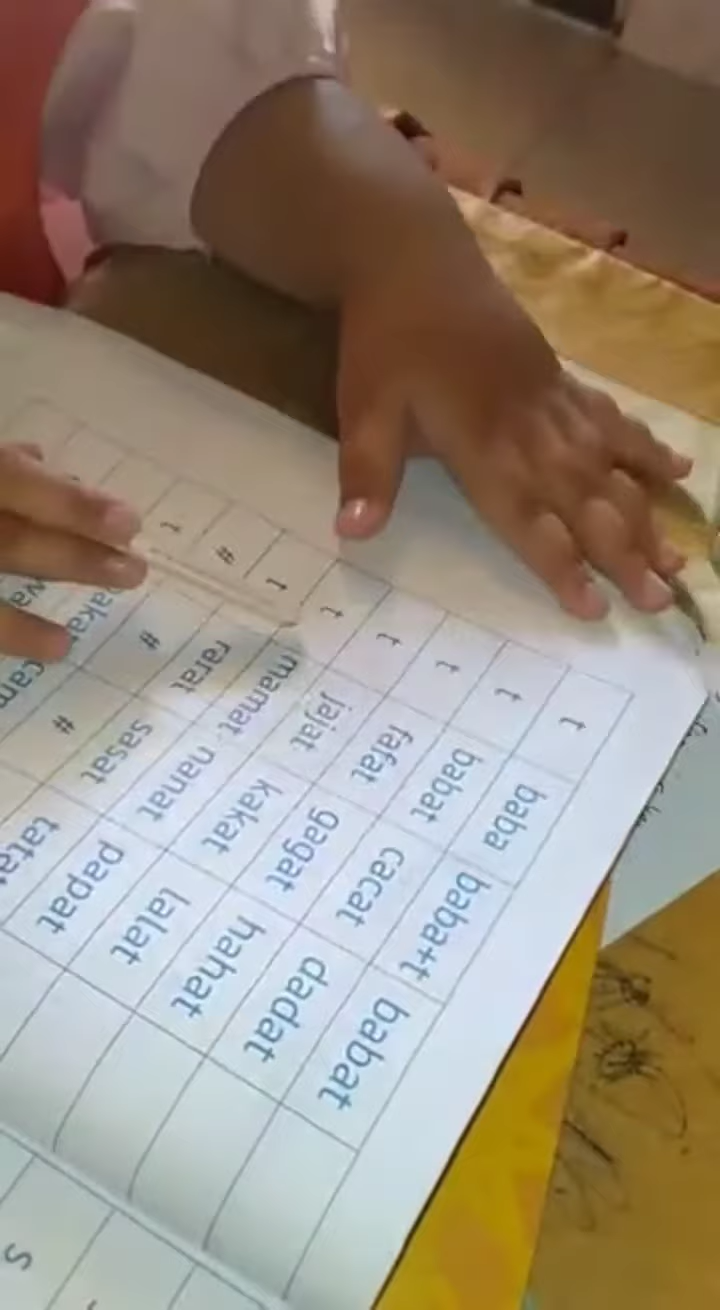 t baba baba+t babat
t babat cacat dadat
t fafat gagat hahat
t jajat kakat lalat
t mamat nanat papat
t rarat sasat
# # #
t
s